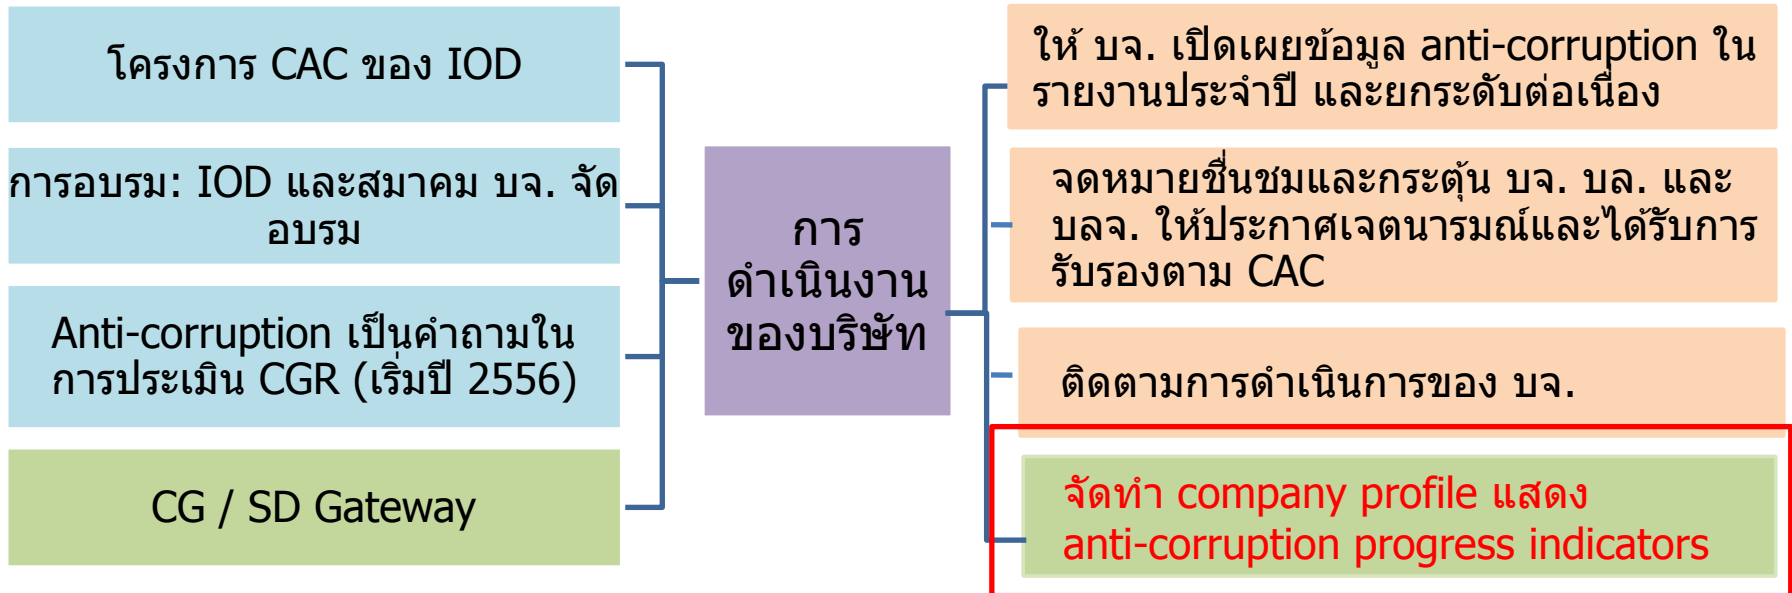 โครงการ CAC ของ IOD
การอบรม: IOD และสมาคม บจ. จัด
อบรม
Anti-corruption เป็นคำถามใน
การประเมิน CGR (เริ่มปี 2556)
CG / SD Gateway
การ
ดำเนินงาน
ของบริษัท
ให้ บจ. เปิดเผยข้อมูล anti-corruption ใน
รายงานประจำปี และยกระดับต่อเนื่อง
จดหมายชื่นชมและกระตุ้น บจ. บล. และ
บลจ. ให้ประกาศเจตนารมณ์และได้รับการ
รับรองตาม CAC
ติดตามการดำเนินการของ บจ.
จัดทำ company profile แสดง
anti-corruption progress indicators